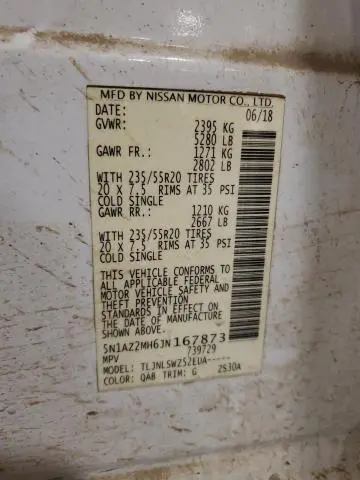 MFD BY NISSAN MOTOR CO., LTD.
DATE: 06/18
GVWR: 2395 KG
5280 LB
GAWR FR.: 1271 KG
2802 LB
WITH 235/55R20 TIRES
20 X 7.5 RIMS AT 35 PSI
COLD SINGLE
GAWR RR.: 1210 KG
2667 LB
WITH 235/55R20 TIRES
20 X 7.5 RIMS AT 35 PSI
COLD SINGLE
THIS VEHICLE CONFORMS TO
ALL APPLICABLE FEDERAL
MOTOR VEHICLE SAFETY AND
THEFT PREVENTION
STANDARDS IN EFFECT ON
THE DATE OF MANUFACTURE
SHOWN ABOVE.
5N1AZ2MH6JN167873
MPV 739729
MODEL: TLJNLSWZ52EUA-----
COLOR: QAB TRIM: G 2S30A